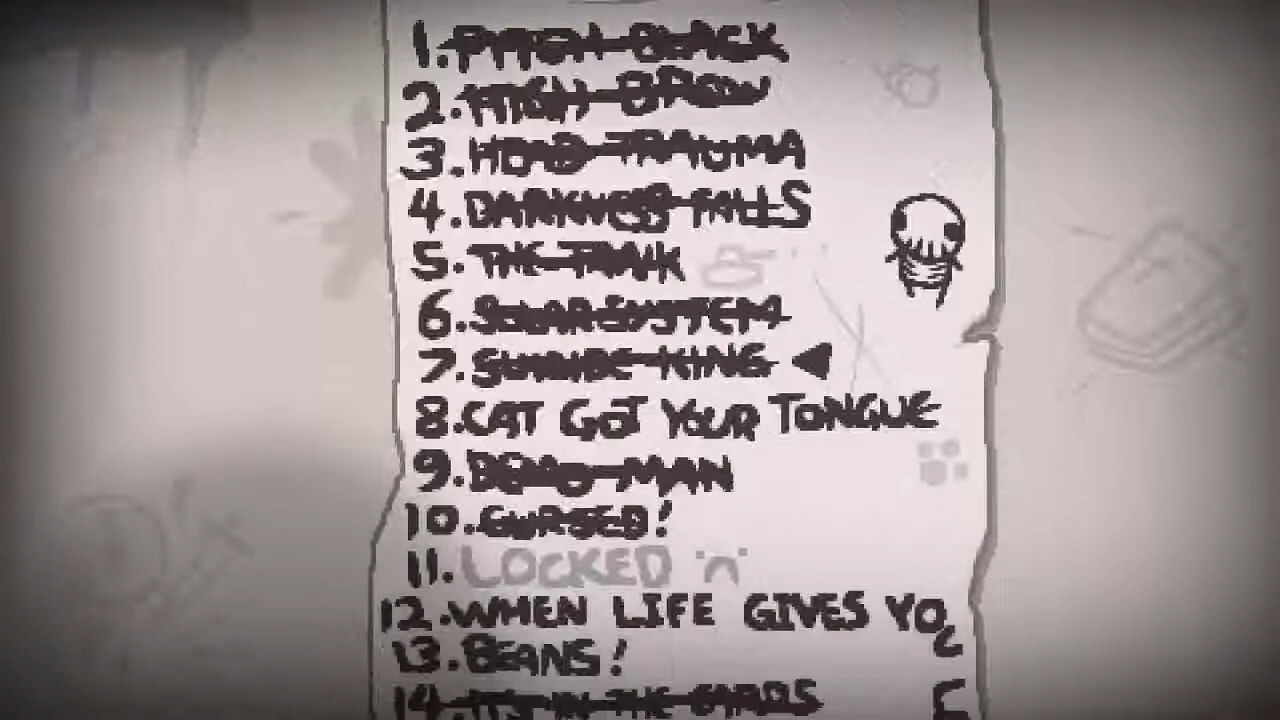 1. PITCH BLACK
2. HIGH BROW
3. HEAD TRAUMA
4. DARKNESS FALLS
5. THE TANK
6. SOLAR SYSTEM
7. SUICIDE KING
8. CAT GOT YOUR TONGUE
9. DEMO MAN
10. CURSED!
11. LOCKED
12. WHEN LIFE GIVES YO
13. BEANS!
14. IT'S IN THE CARDS